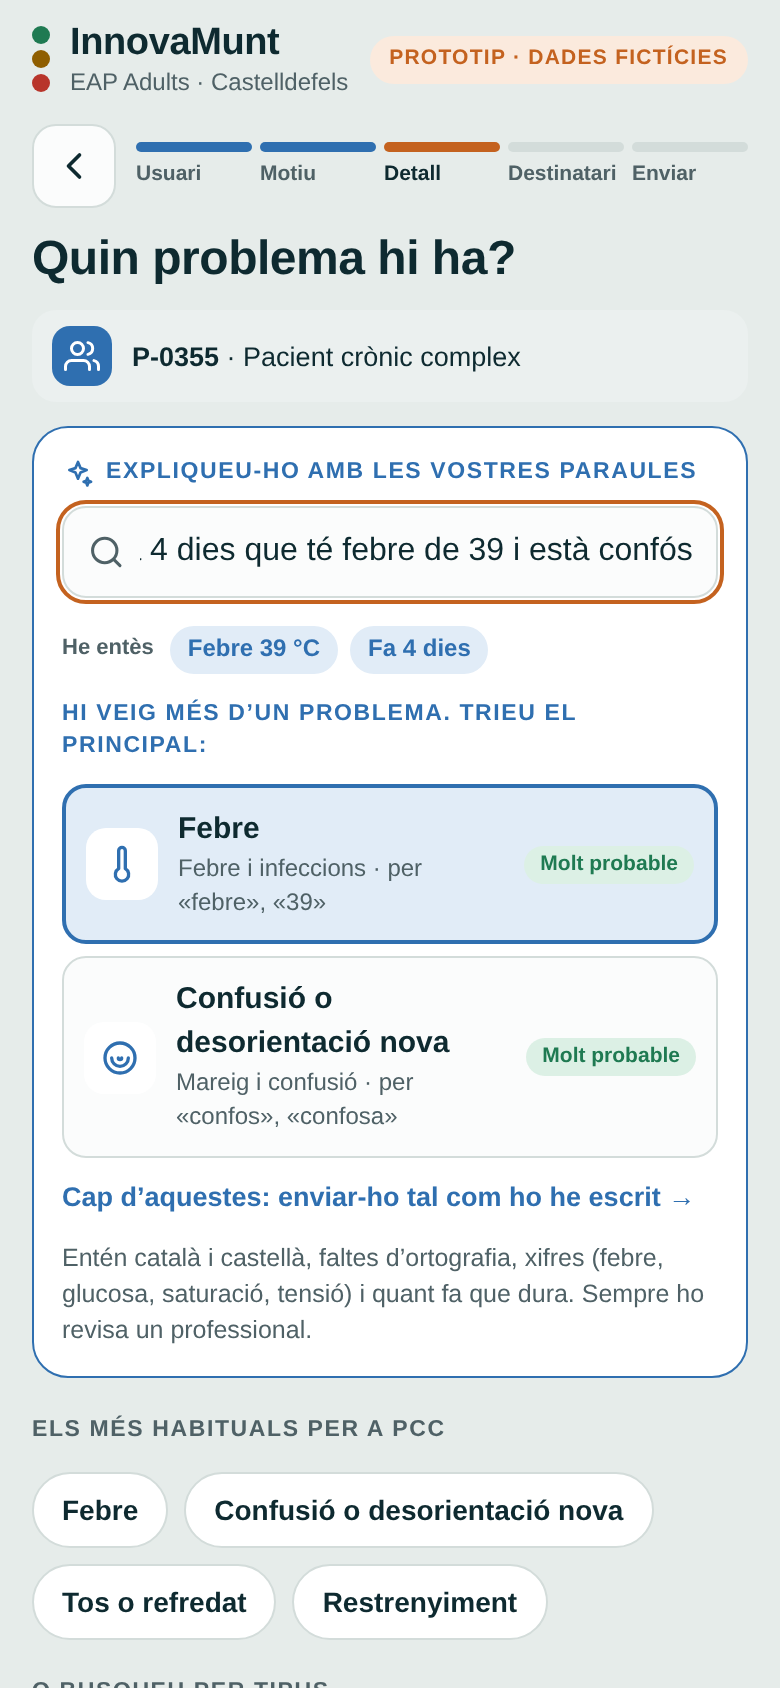 InnovaMunt
EAP Adults · Castelldefels
PROTOTIP · DADES FICTÍCIES
Usuari
Motiu
Detall
Destinatari
Enviar
Quin problema hi ha?
P-0355 · Pacient crònic complex
EXPLIQUEU-HO AMB LES VOSTRES PARAULES
4 dies que té febre de 39 i està confós
He entès
Febre 39 °C
Fa 4 dies
HI VEIG MÉS D’UN PROBLEMA. TRIEU EL
PRINCIPAL:
Febre
Febre i infeccions · per
«febre», «39»
Molt probable
Confusió o
desorientació nova
Mareig i confusió · per
«confos», «confosa»
Molt probable
Cap d’aquestes: enviar-ho tal com ho he escrit →
Entén català i castellà, faltes d’ortografia, xifres (febre,
glucosa, saturació, tensió) i quant fa que dura. Sempre ho
revisa un professional.
ELS MÉS HABITUALS PER A PCC
Febre
Confusió o desorientació nova
Tos o refredat
Restrenyiment
O BUSQUEU PER TIPUS